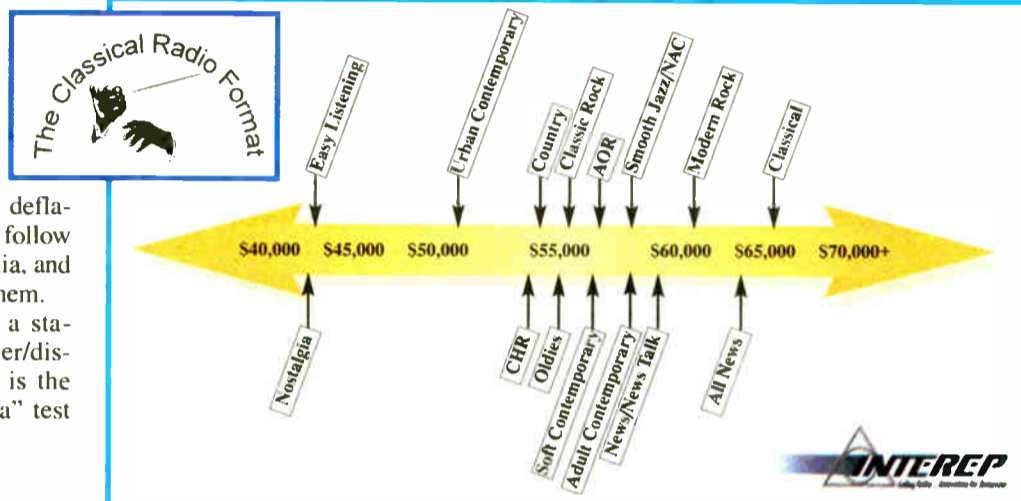 The Classical Radio Format
defla-
follow
ia, and
em.
a sta-
er/dis-
is the
a” test
Easy Listening
Urban Contemporary
Country
Classic Rock
AOR
Smooth Jazz/NAC
Modern Rock
Classical
$40,000 $45,000 $50,000 $55,000 $60,000 $65,000 $70,000+
Nostalgia
CHR
Oldies
Soft Contemporary
Adult Contemporary
News/News Talk
All News
INTEREP